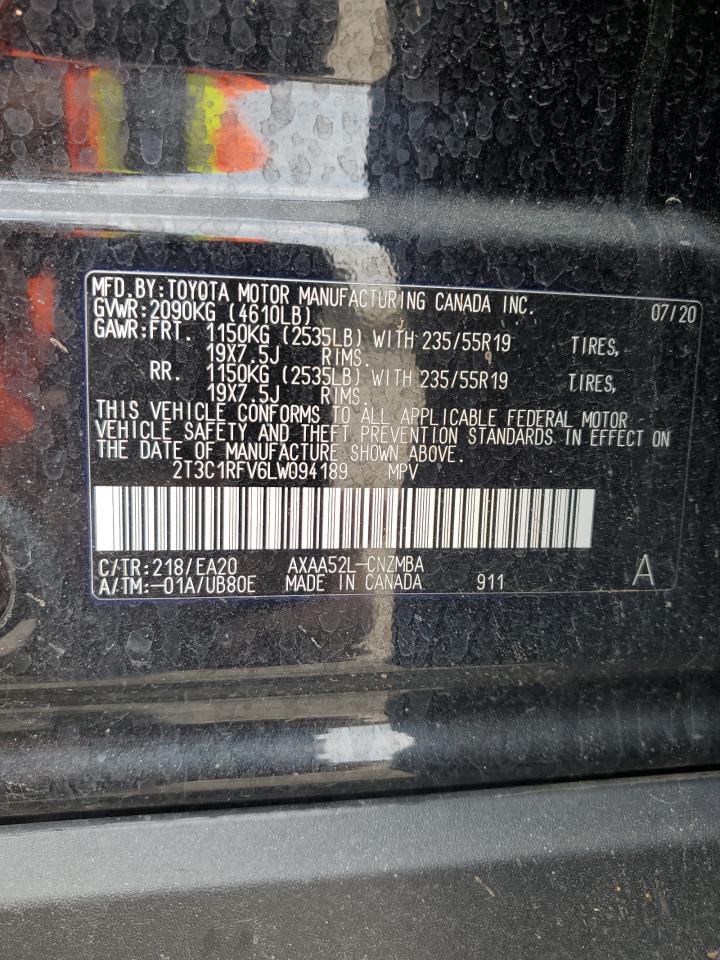 MFD.BY:TOYOTA MOTOR MANUFACTURING CANADA INC. 07/20
GVWR:2090KG (4610LB)
GAWR:FRT. 1150KG (2535LB) WITH 235/55R19 TIRES,
19X7.5J RIMS.
RR. 1150KG (2535LB) WITH 235/55R19 TIRES,
19X7.5J RIMS.
THIS VEHICLE CONFORMS TO ALL APPLICABLE FEDERAL MOTOR
VEHICLE SAFETY AND THEFT PREVENTION STANDARDS IN EFFECT ON
THE DATE OF MANUFACTURE SHOWN ABOVE.
2T3C1RFV6LW094189 MPV
C/TR:218/EA20 AXAA52L-CNZMBA
A/TM:-01A/UB80E MADE IN CANADA 911 A